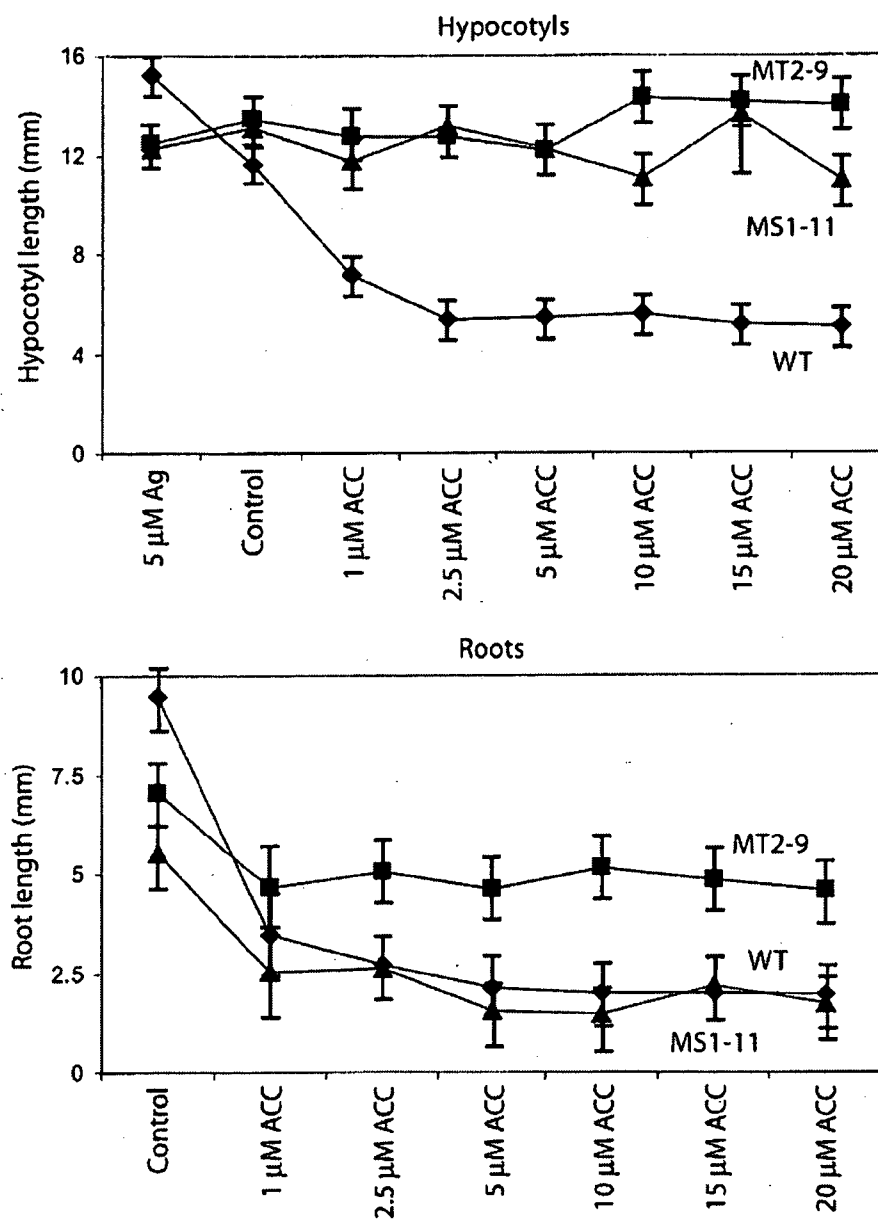 Hypocotyls
16
12
8
4
0
Hypocotyl length (mm)
MT2-9
MS1-11
WT
5 µM Ag
Control
1 µM ACC
2.5 µM ACC
5 µM ACC
10 µM ACC
15 µM ACC
20 µM ACC
Roots
10
7.5
5
2.5
0
Root length (mm)
MT2-9
WT
MS1-11
Control
1 µM ACC
2.5 µM ACC
5 µM ACC
10 µM ACC
15 µM ACC
20 µM ACC